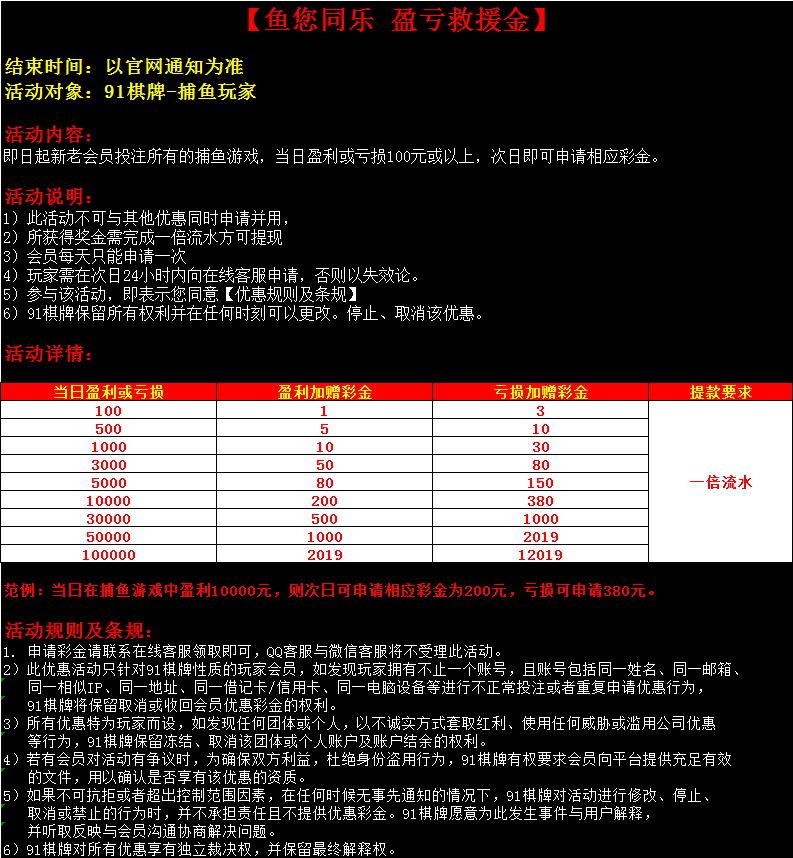 【鱼您同乐 盈亏救援金】
结束时间：以官网通知为准
活动对象：91棋牌-捕鱼玩家
活动内容：
即日起新老会员投注所有的捕鱼游戏，当日盈利或亏损100元或以上，次日即可申请相应彩金。
活动说明：
1）此活动不可与其他优惠同时申请并用，
2）所获得奖金需完成一倍流水方可提现
3）会员每天只能申请一次
4）玩家需在次日24小时内向在线客服申请，否则以失效论。
5）参与该活动，即表示您同意【优惠规则及条规】
6）91棋牌保留所有权利并在任何时刻可以更改。停止、取消该优惠。
活动详情：
当日盈利或亏损 盈利加赠彩金 亏损加赠彩金 提款要求
100 1 3
500 5 10
1000 10 30
3000 50 80
5000 80 150 一倍流水
10000 200 380
30000 500 1000
50000 1000 2019
100000 2019 12019
范例：当日在捕鱼游戏中盈利10000元，则次日可申请相应彩金为200元，亏损可申请380元。
活动规则及条规：
1. 申请彩金请联系在线客服领取即可，QQ客服与微信客服将不受理此活动。
2）此优惠活动只针对91棋牌性质的玩家会员，如发现玩家拥有不止一个账号，且账号包括同一姓名、同一邮箱、
同一相似IP、同一地址、同一借记卡/信用卡、同一电脑设备等进行不正常投注或者重复申请优惠行为，
91棋牌将保留取消或收回会员优惠彩金的权利。
3）所有优惠特为玩家而设，如发现任何团体或个人，以不诚实方式套取红利、使用任何威胁或滥用公司优惠
等行为，91棋牌保留冻结、取消该团体或个人账户及账户结余的权利。
4）若有会员对活动有争议时，为确保双方利益，杜绝身份盗用行为，91棋牌有权要求会员向平台提供充足有效
的文件，用以确认是否享有该优惠的资质。
5）如果不可抗拒或者超出控制范围因素，在任何时候无事先通知的情况下，91棋牌对活动进行修改、停止、
取消或禁止的行为时，并不承担责任且不提供优惠彩金。91棋牌愿意为此发生事件与用户解释，
并听取反映与会员沟通协商解决问题。
6）91棋牌对所有优惠享有独立裁决权，并保留最终解释权。